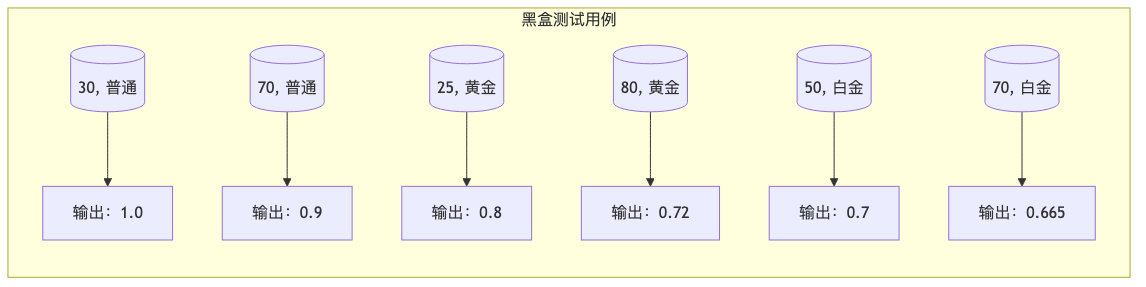 黑盒测试用例
30, 普通
70, 普通
25, 黄金
80, 黄金
50, 白金
70, 白金
输出：1.0
输出：0.9
输出：0.8
输出：0.72
输出：0.7
输出：0.665